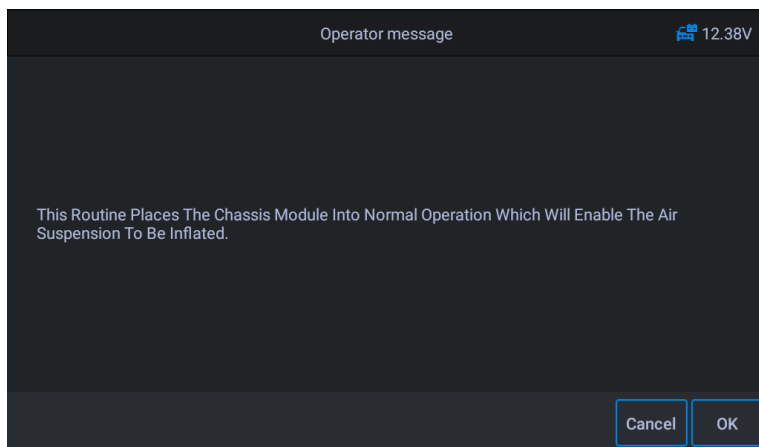 Operator message
12.38V
This Routine Places The Chassis Module Into Normal Operation Which Will Enable The Air
Suspension To Be Inflated.
Cancel
OK